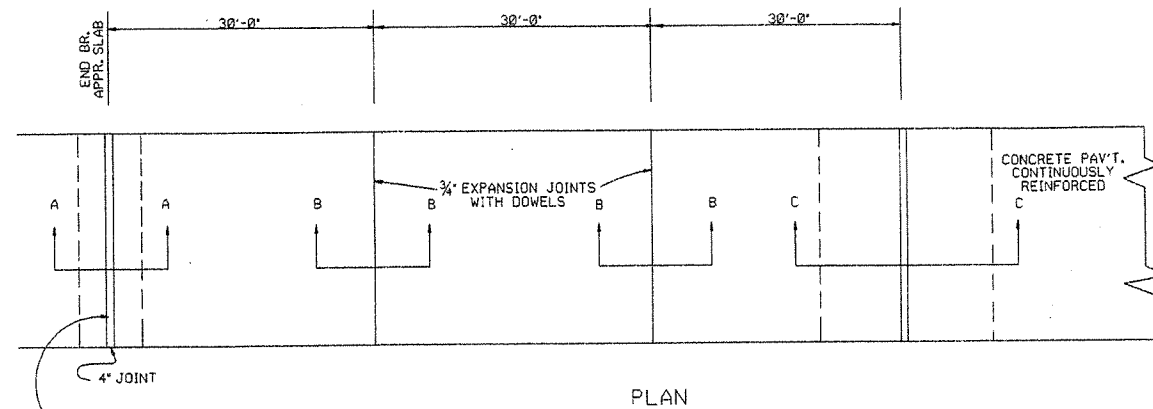 30'-0"
30'-0"
30'-0"
END BR.
APPR. SLAB
CONCRETE PAV'T.
CONTINUOUSLY
REINFORCED
¾" EXPANSION JOINTS
WITH DOWELS
A
A
B
B
B
B
C
C
4" JOINT
PLAN